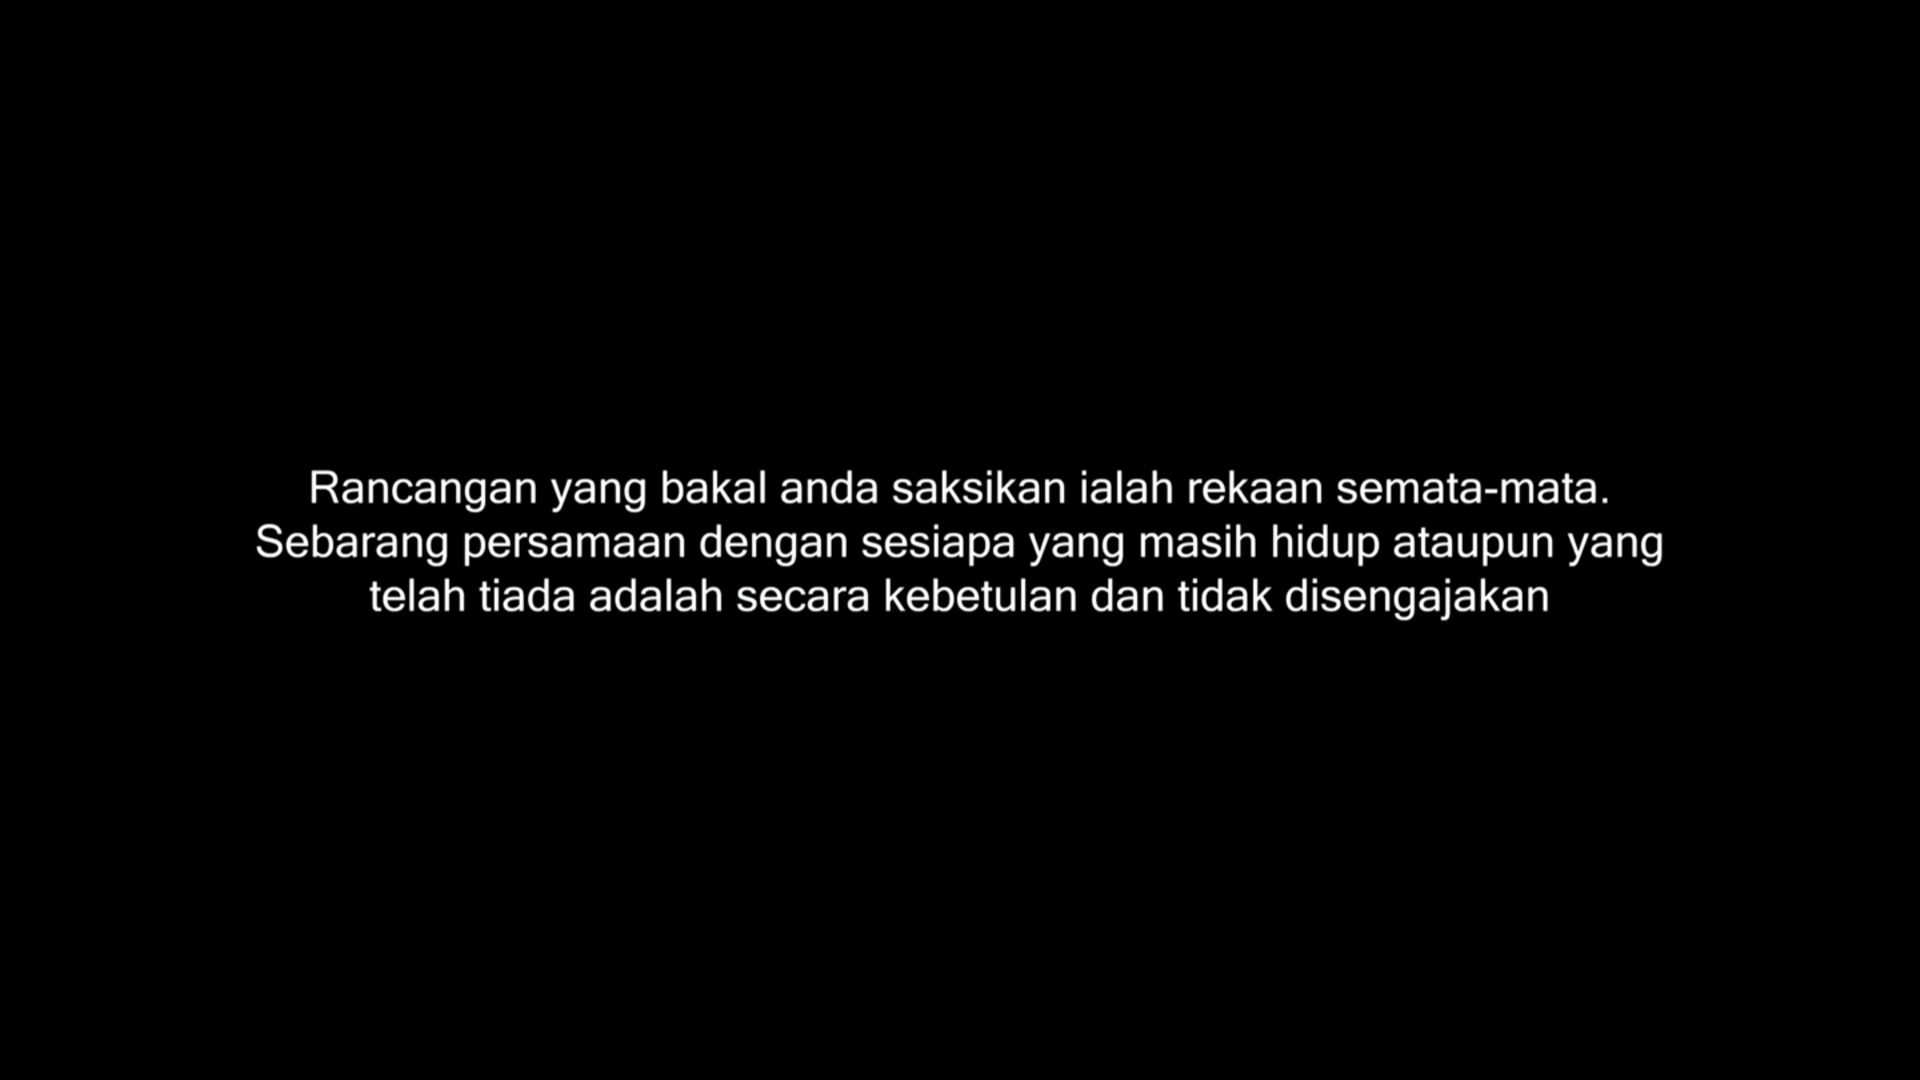 Rancangan yang bakal anda saksikan ialah rekaan semata-mata.
Sebarang persamaan dengan sesiapa yang masih hidup ataupun yang
telah tiada adalah secara kebetulan dan tidak disengajakan